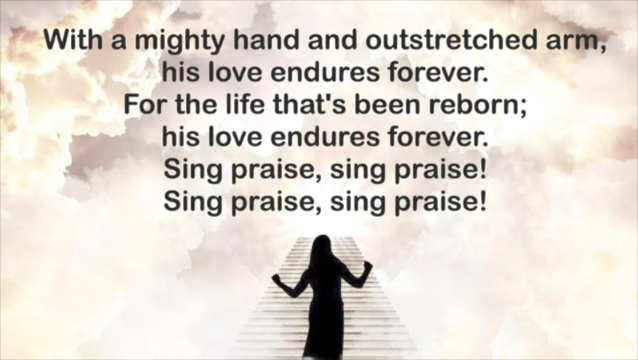 With a mighty hand and outstretched arm,
his love endures forever.
For the life that's been reborn;
his love endures forever.
Sing praise, sing praise!
Sing praise, sing praise!